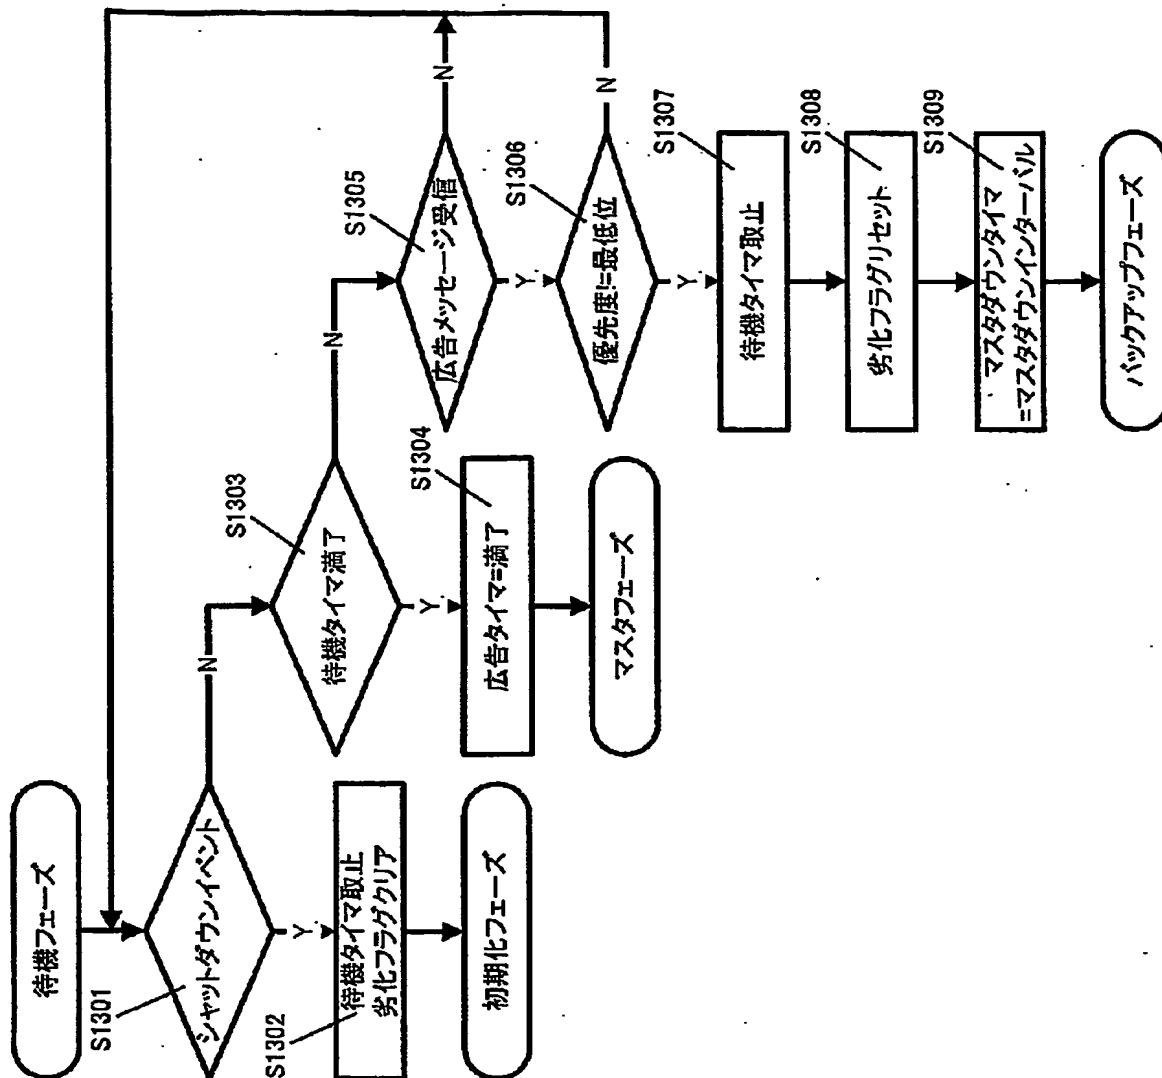 待機フェーズ
S1301
シャットダウンイベント
N
Y
S1302
待機タイマ取止
劣化フラグクリア
初期化フェーズ
S1303
待機タイマ満了
N
Y
S1304
広告タイマ=満了
マスタフェーズ
S1305
広告メッセージ受信
N
Y
S1306
優先度!=最低位
N
Y
S1307
待機タイマ取止
S1308
劣化フラグリセット
S1309
マスタダウンタイマ
=マスタダウンインターバル
バックアップフェーズ